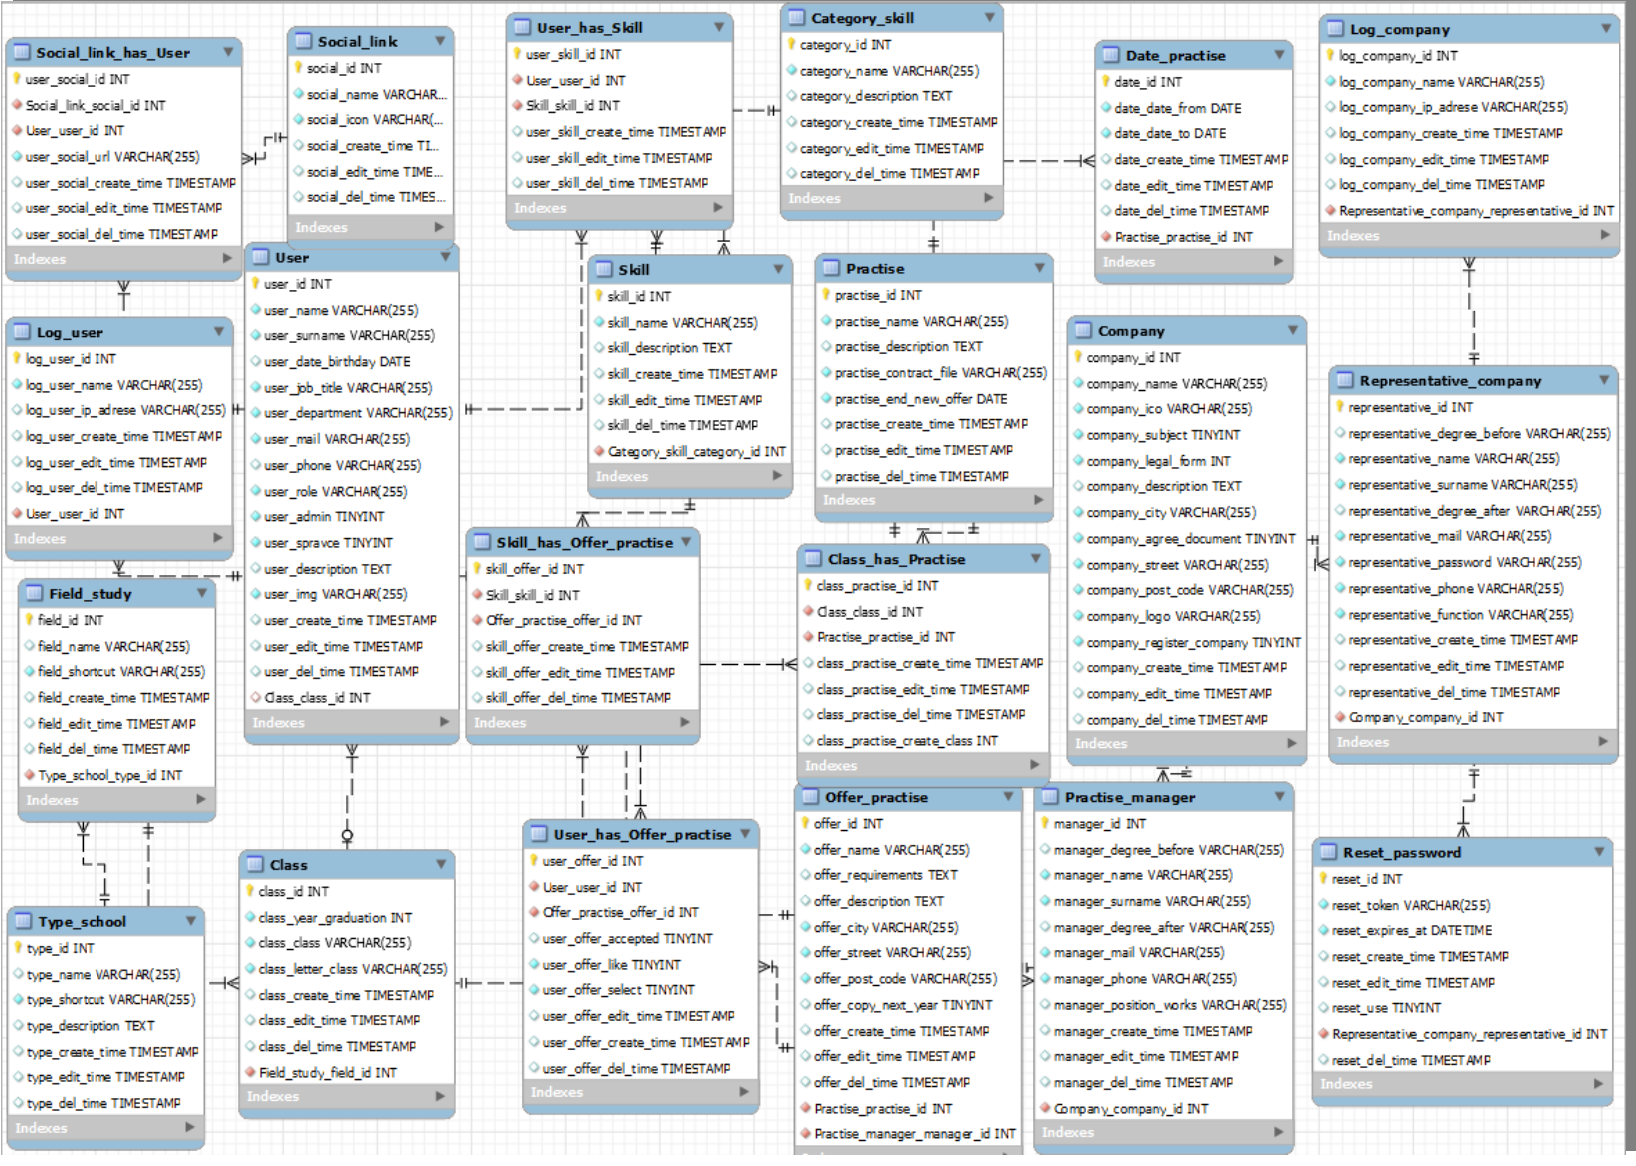 Social_link_has_User
user_social_id INT
Social_link_social_id INT
User_user_id INT
user_social_url VARCHAR(255)
user_social_create_time TIMESTAMP
user_social_edit_time TIMESTAMP
user_social_del_time TIMESTAMP
Indexes
Social_link
social_id INT
social_name VARCHAR...
social_icon VARCHAR(...
social_create_time TI...
social_edit_time TIME...
social_del_time TIMES...
Indexes
User_has_Skill
user_skill_id INT
User_user_id INT
Skill_skill_id INT
user_skill_create_time TIMESTAMP
user_skill_edit_time TIMESTAMP
user_skill_del_time TIMESTAMP
Indexes
Category_skill
category_id INT
category_name VARCHAR(255)
category_description TEXT
category_create_time TIMESTAMP
category_edit_time TIMESTAMP
category_del_time TIMESTAMP
Indexes
Date_practise
date_id INT
date_date_from DATE
date_date_to DATE
date_create_time TIMESTAMP
date_edit_time TIMESTAMP
date_del_time TIMESTAMP
Practise_practise_id INT
Indexes
Log_company
log_company_id INT
log_company_name VARCHAR(255)
log_company_ip_adrese VARCHAR(255)
log_company_create_time TIMESTAMP
log_company_edit_time TIMESTAMP
log_company_del_time TIMESTAMP
Representative_company_representative_id INT
Indexes
Log_user
log_user_id INT
log_user_name VARCHAR(255)
log_user_ip_adrese VARCHAR(255)
log_user_create_time TIMESTAMP
log_user_edit_time TIMESTAMP
log_user_del_time TIMESTAMP
User_user_id INT
Indexes
User
user_id INT
user_name VARCHAR(255)
user_surname VARCHAR(255)
user_date_birthday DATE
user_job_title VARCHAR(255)
user_department VARCHAR(255)
user_mail VARCHAR(255)
user_phone VARCHAR(255)
user_role VARCHAR(255)
user_admin TINYINT
user_spravce TINYINT
user_description TEXT
user_img VARCHAR(255)
user_create_time TIMESTAMP
user_edit_time TIMESTAMP
user_del_time TIMESTAMP
Class_class_id INT
Indexes
Skill
skill_id INT
skill_name VARCHAR(255)
skill_description TEXT
skill_create_time TIMESTAMP
skill_edit_time TIMESTAMP
skill_del_time TIMESTAMP
Category_skill_category_id INT
Indexes
Practise
practise_id INT
practise_name VARCHAR(255)
practise_description TEXT
practise_contract_file VARCHAR(255)
practise_end_new_offer DATE
practise_create_time TIMESTAMP
practise_edit_time TIMESTAMP
practise_del_time TIMESTAMP
Indexes
Company
company_id INT
company_name VARCHAR(255)
company_ico VARCHAR(255)
company_subject TINYINT
company_legal_form INT
company_description TEXT
company_city VARCHAR(255)
company_agree_document TINYINT
company_street VARCHAR(255)
company_post_code VARCHAR(255)
company_logo VARCHAR(255)
company_register_company TINYINT
company_create_time TIMESTAMP
company_edit_time TIMESTAMP
company_del_time TIMESTAMP
Indexes
Representative_company
representative_id INT
representative_degree_before VARCHAR(255)
representative_name VARCHAR(255)
representative_surname VARCHAR(255)
representative_degree_after VARCHAR(255)
representative_mail VARCHAR(255)
representative_password VARCHAR(255)
representative_phone VARCHAR(255)
representative_function VARCHAR(255)
representative_create_time TIMESTAMP
representative_edit_time TIMESTAMP
representative_del_time TIMESTAMP
Company_company_id INT
Indexes
Field_study
field_id INT
field_name VARCHAR(255)
field_shortcut VARCHAR(255)
field_create_time TIMESTAMP
field_edit_time TIMESTAMP
field_del_time TIMESTAMP
Type_school_type_id INT
Indexes
Skill_has_Offer_practise
skill_offer_id INT
Skill_skill_id INT
Offer_practise_offer_id INT
skill_offer_create_time TIMESTAMP
skill_offer_edit_time TIMESTAMP
skill_offer_del_time TIMESTAMP
Indexes
Class_has_Practise
class_practise_id INT
Class_class_id INT
Practise_practise_id INT
class_practise_create_time TIMESTAMP
class_practise_edit_time TIMESTAMP
class_practise_del_time TIMESTAMP
class_practise_create_class INT
Indexes
Type_school
type_id INT
type_name VARCHAR(255)
type_shortcut VARCHAR(255)
type_description TEXT
type_create_time TIMESTAMP
type_edit_time TIMESTAMP
type_del_time TIMESTAMP
Indexes
Class
class_id INT
class_year_graduation INT
class_class VARCHAR(255)
class_letter_class VARCHAR(255)
class_create_time TIMESTAMP
class_edit_time TIMESTAMP
class_del_time TIMESTAMP
Field_study_field_id INT
Indexes
User_has_Offer_practise
user_offer_id INT
User_user_id INT
Offer_practise_offer_id INT
user_offer_accepted TINYINT
user_offer_like TINYINT
user_offer_select TINYINT
user_offer_edit_time TIMESTAMP
user_offer_create_time TIMESTAMP
user_offer_del_time TIMESTAMP
Indexes
Offer_practise
offer_id INT
offer_name VARCHAR(255)
offer_requirements TEXT
offer_description TEXT
offer_city VARCHAR(255)
offer_street VARCHAR(255)
offer_post_code VARCHAR(255)
offer_copy_next_year TINYINT
offer_create_time TIMESTAMP
offer_edit_time TIMESTAMP
offer_del_time TIMESTAMP
Practise_practise_id INT
Practise_manager_manager_id INT
Practise_manager
manager_id INT
manager_degree_before VARCHAR(255)
manager_name VARCHAR(255)
manager_surname VARCHAR(255)
manager_degree_after VARCHAR(255)
manager_mail VARCHAR(255)
manager_phone VARCHAR(255)
manager_position_works VARCHAR(255)
manager_create_time TIMESTAMP
manager_edit_time TIMESTAMP
manager_del_time TIMESTAMP
Company_company_id INT
Indexes
Reset_password
reset_id INT
reset_token VARCHAR(255)
reset_expires_at DATETIME
reset_create_time TIMESTAMP
reset_edit_time TIMESTAMP
reset_use TINYINT
Representative_company_representative_id INT
reset_del_time TIMESTAMP
Indexes